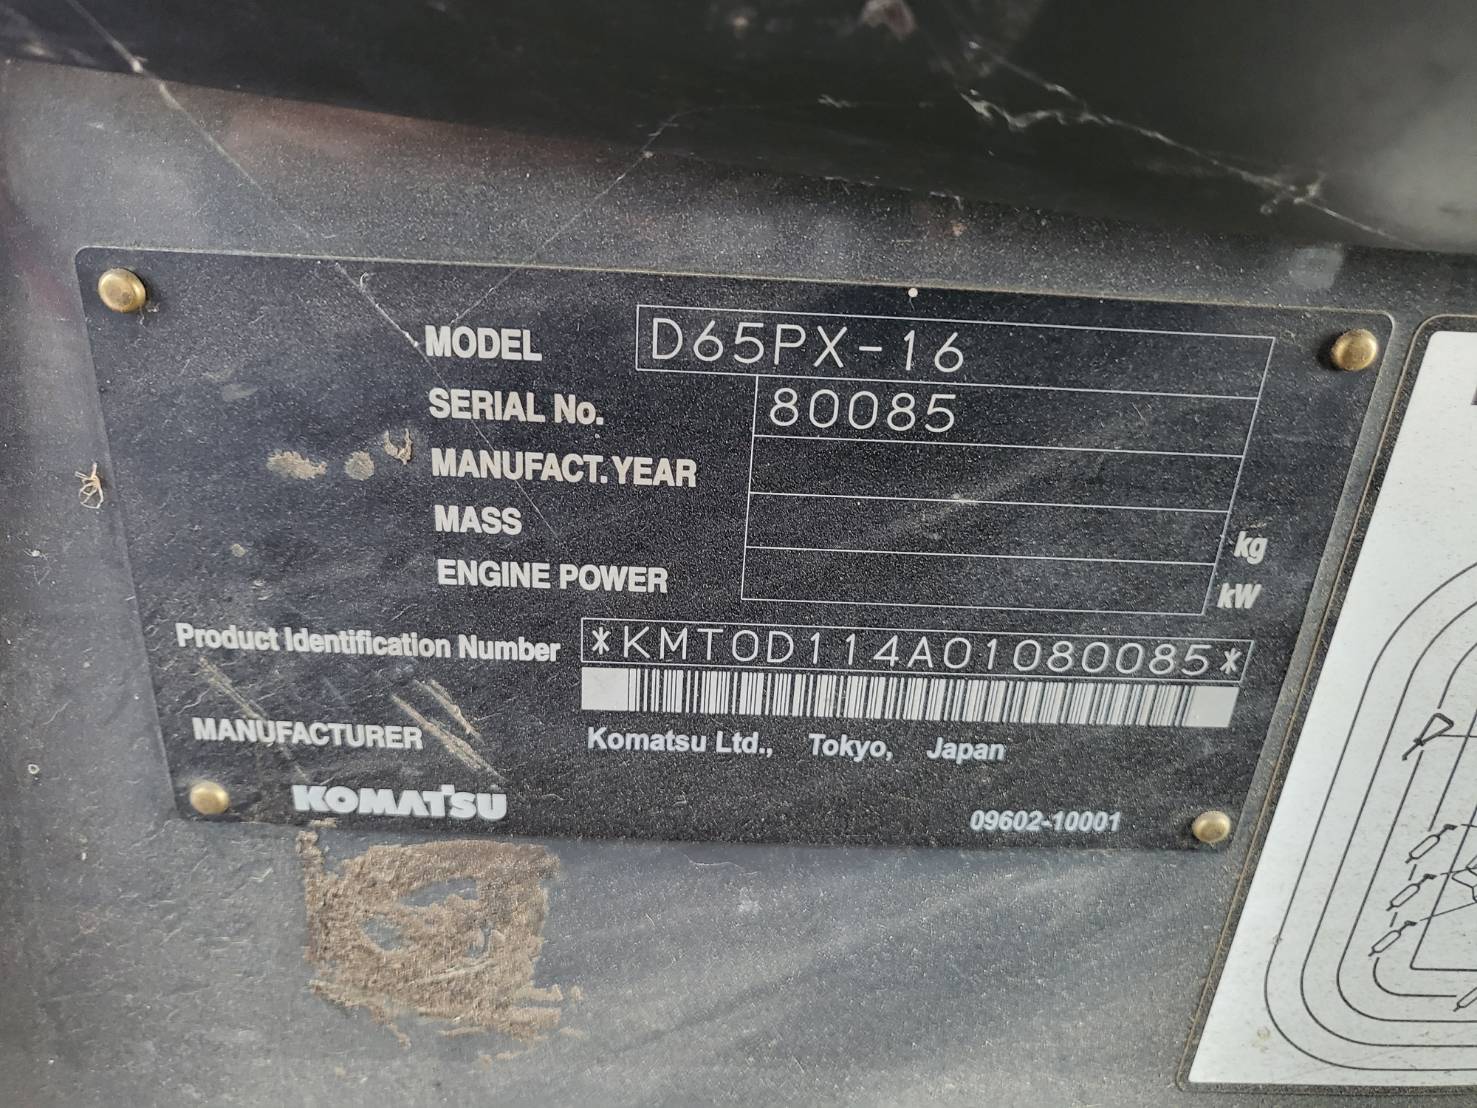 MODEL D65PX-16
SERIAL No. 80085
MANUFACT. YEAR
MASS kg
ENGINE POWER kW
Product Identification Number *KMT0D114A01080085*
MANUFACTURER Komatsu Ltd., Tokyo, Japan
KOMATSU 09602-10001